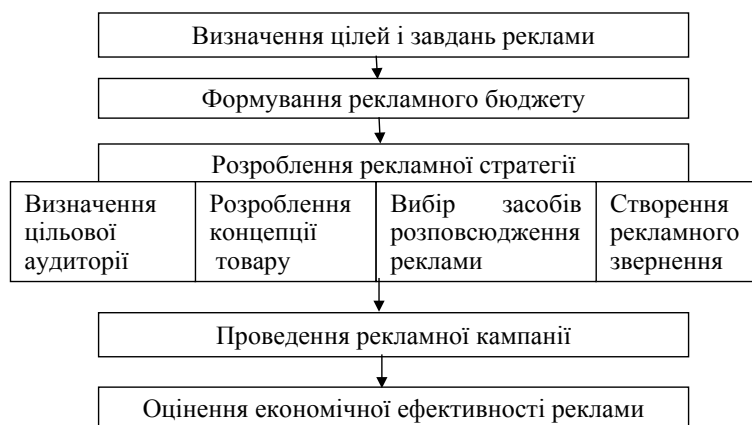 Визначення цілей і завдань реклами
Формування рекламного бюджету
Розроблення рекламної стратегії
Визначення
цільової
аудиторії
Розроблення
концепції
товару
Вибір засобів
розповсюдження
реклами
Створення
рекламного
звернення
Проведення рекламної кампанії
Оцінення економічної ефективності реклами